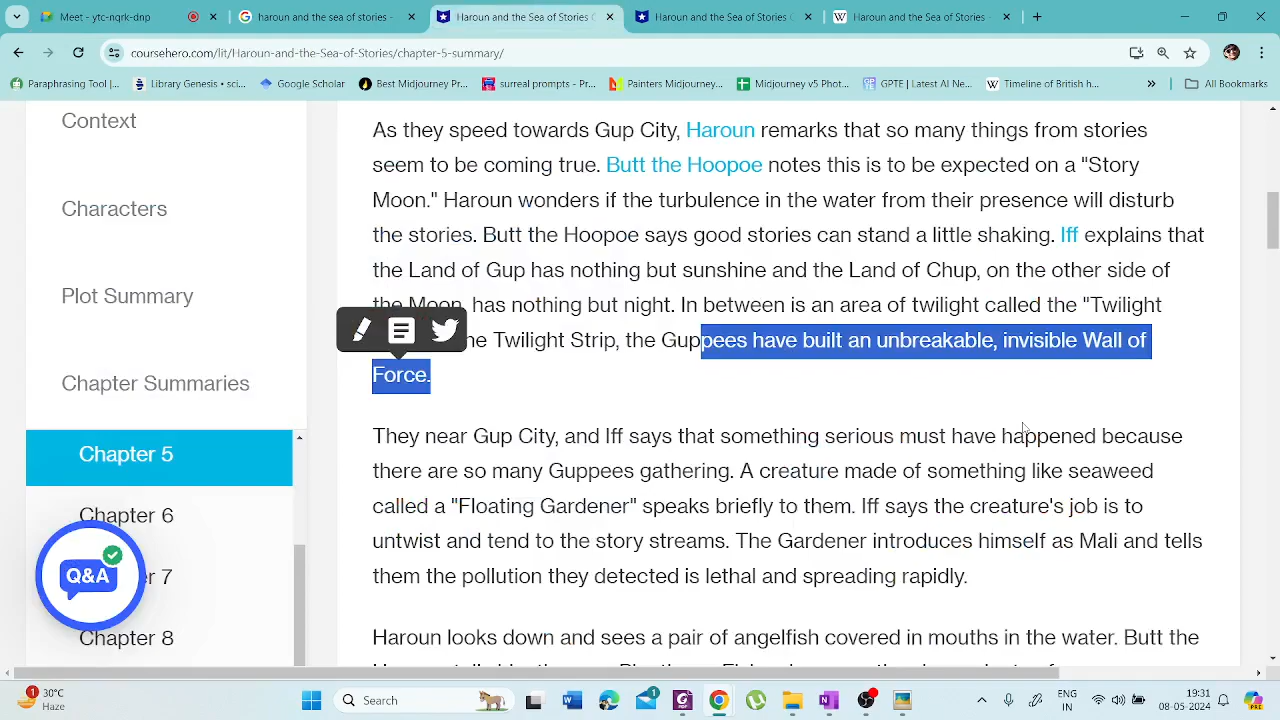 Meet - ytc-nqrk-dnp
haroun and the sea of stories -
Haroun and the Sea of Stories C
Haroun and the Sea of Stories C
Haroun and the Sea of Stories -
coursehero.com/lit/Haroun-and-the-Sea-of-Stories/chapter-5-summary/
Paraphrasing Tool |...
Library Genesis • sci...
Google Scholar
Best Midjourney Pro...
surreal prompts - Pr...
Painters Midjourney...
Midjourney v5 Phot...
GPTE | Latest AI Ne...
Timeline of British h...
All Bookmarks
Context
Characters
Plot Summary
Chapter Summaries
Chapter 5
Chapter 6
er 7
Chapter 8
Q&A
As they speed towards Gup City, Haroun remarks that so many things from stories
seem to be coming true. Butt the Hoopoe notes this is to be expected on a "Story
Moon." Haroun wonders if the turbulence in the water from their presence will disturb
the stories. Butt the Hoopoe says good stories can stand a little shaking. Iff explains that
the Land of Gup has nothing but sunshine and the Land of Chup, on the other side of
the Moon, has nothing but night. In between is an area of twilight called the "Twilight
he Twilight Strip, the Guppees have built an unbreakable, invisible Wall of
Force.
They near Gup City, and Iff says that something serious must have happened because
there are so many Guppees gathering. A creature made of something like seaweed
called a "Floating Gardener" speaks briefly to them. Iff says the creature's job is to
untwist and tend to the story streams. The Gardener introduces himself as Mali and tells
them the pollution they detected is lethal and spreading rapidly.
Haroun looks down and sees a pair of angelfish covered in mouths in the water. Butt the
1
30°C
Haze
Search
1
ENG
IN
19:31
08-05-2024